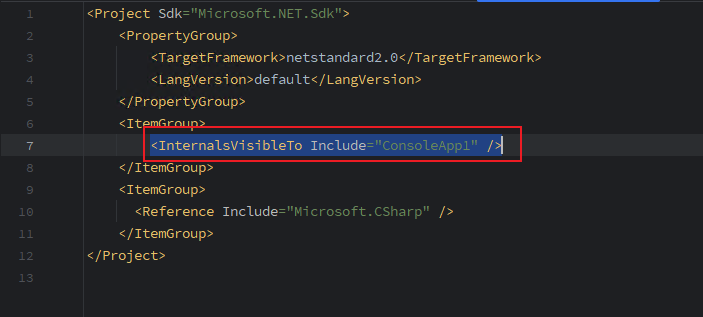 1 <Project Sdk="Microsoft.NET.Sdk">
2 <PropertyGroup>
3 <TargetFramework>netstandard2.0</TargetFramework>
4 <LangVersion>default</LangVersion>
5 </PropertyGroup>
6 <ItemGroup>
7 <InternalsVisibleTo Include="ConsoleApp1" />
8 </ItemGroup>
9 <ItemGroup>
10 <Reference Include="Microsoft.CSharp" />
11 </ItemGroup>
12 </Project>
13